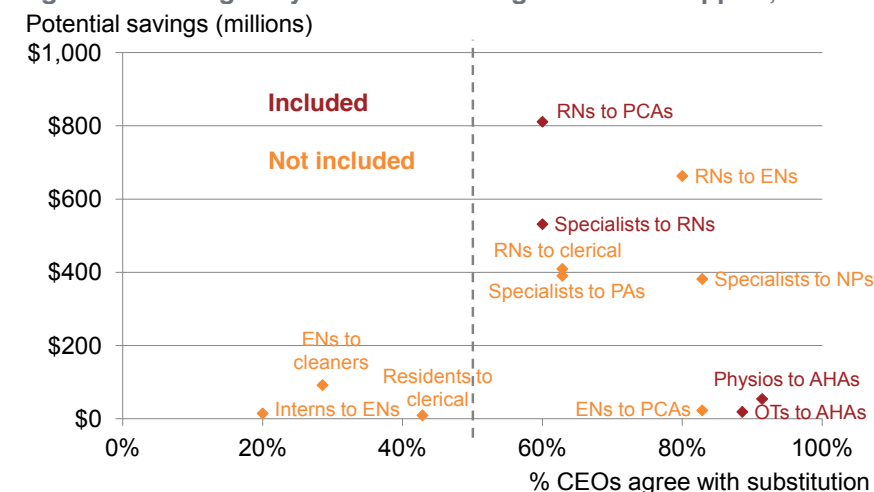 Potential savings (millions)
$1,000
$800
$600
$400
$200
$0
Included
Not included
RNs to PCAs
RNs to ENs
Specialists to RNs
RNs to clerical
Specialists to PAs
Specialists to NPs
ENs to
cleaners
Residents to
clerical
Interns to ENs
Physios to AHAs
ENs to PCAs
OTs to AHAs
0%
20%
40%
60%
80%
100%
% CEOs agree with substitution